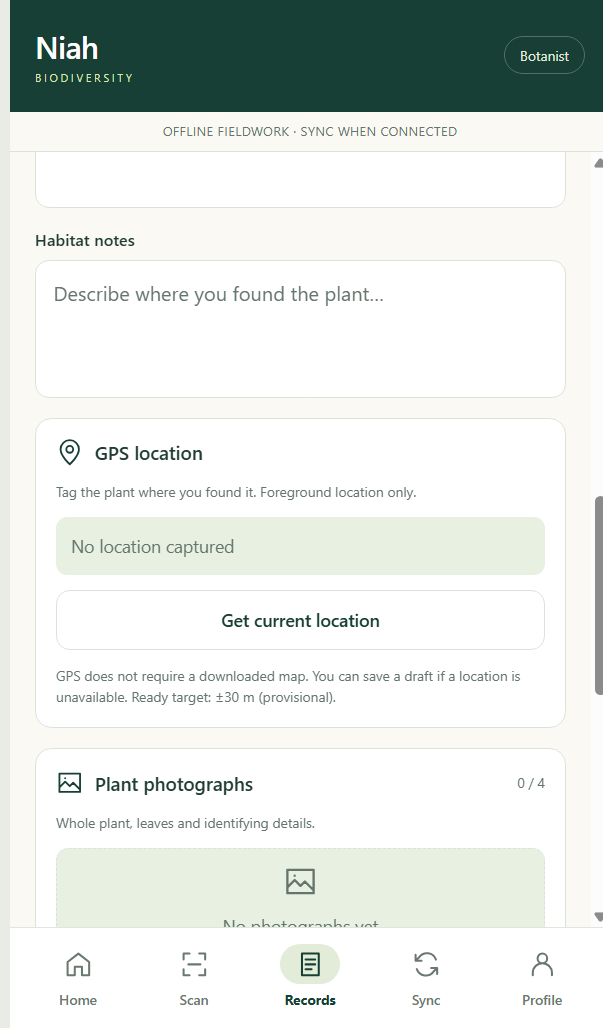 Niah
BIODIVERSITY
Botanist
OFFLINE FIELDWORK · SYNC WHEN CONNECTED
Habitat notes
Describe where you found the plant...
GPS location
Tag the plant where you found it. Foreground location only.
No location captured
Get current location
GPS does not require a downloaded map. You can save a draft if a location is
unavailable. Ready target: ±30 m (provisional).
Plant photographs
0 / 4
Whole plant, leaves and identifying details.
No photographs yet
Home
Scan
Records
Sync
Profile